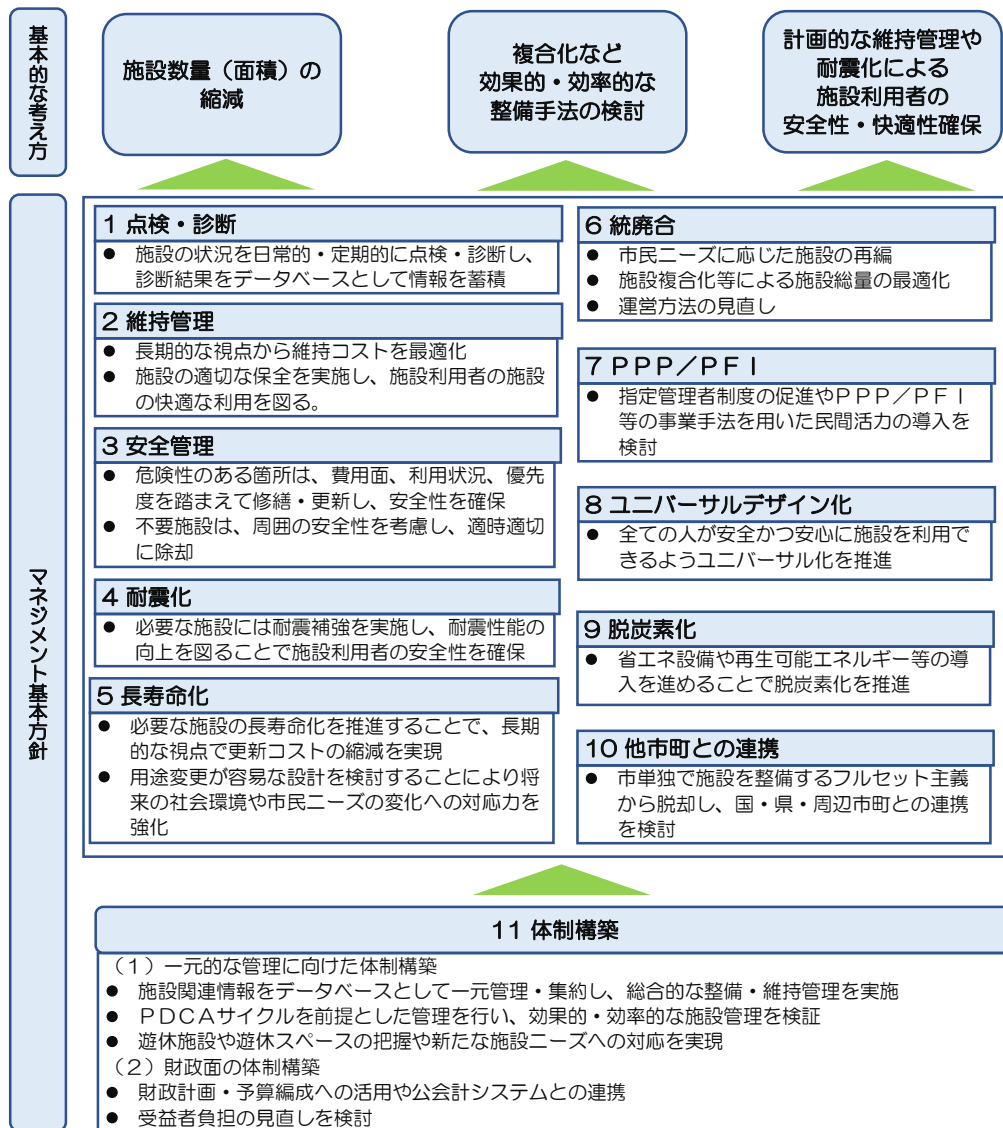 基本的な考え方
施設数量（面積）の
縮減
複合化など
効果的・効率的な
整備手法の検討
計画的な維持管理や
耐震化による
施設利用者の
安全性・快適性確保
マネジメント基本方針
1 点検・診断
● 施設の状況を日常的・定期的に点検・診断し、
診断結果をデータベースとして情報を蓄積
2 維持管理
● 長期的な視点から維持コストを最適化
● 施設の適切な保全を実施し、施設利用者の施設
の快適な利用を図る。
3 安全管理
● 危険性のある箇所は、費用面、利用状況、優先
度を踏まえて修繕・更新し、安全性を確保
● 不要施設は、周囲の安全性を考慮し、適時適切
に除却
4 耐震化
● 必要な施設には耐震補強を実施し、耐震性能の
向上を図ることで施設利用者の安全性を確保
5 長寿命化
● 必要な施設の長寿命化を推進することで、長期
的な視点で更新コストの縮減を実現
● 用途変更が容易な設計を検討することにより将
来の社会環境や市民ニーズの変化への対応力を
強化
6 統廃合
● 市民ニーズに応じた施設の再編
● 施設複合化等による施設総量の最適化
● 運営方法の見直し
7 ＰＰＰ／ＰＦＩ
● 指定管理者制度の促進やＰＰＰ／ＰＦＩ
等の事業手法を用いた民間活力の導入を
検討
8 ユニバーサルデザイン化
● 全ての人が安全かつ安心に施設を利用で
きるようユニバーサル化を推進
9 脱炭素化
● 省エネ設備や再生可能エネルギー等の導
入を進めることで脱炭素化を推進
10 他市町との連携
● 市単独で施設を整備するフルセット主義
から脱却し、国・県・周辺市町との連携
を検討
11 体制構築
（1）一元的な管理に向けた体制構築
● 施設関連情報をデータベースとして一元管理・集約し、総合的な整備・維持管理を実施
● ＰＤＣＡサイクルを前提とした管理を行い、効果的・効率的な施設管理を検証
● 遊休施設や遊休スペースの把握や新たな施設ニーズへの対応を実現
（2）財政面の体制構築
● 財政計画・予算編成への活用や公会計システムとの連携
● 受益者負担の見直しを検討